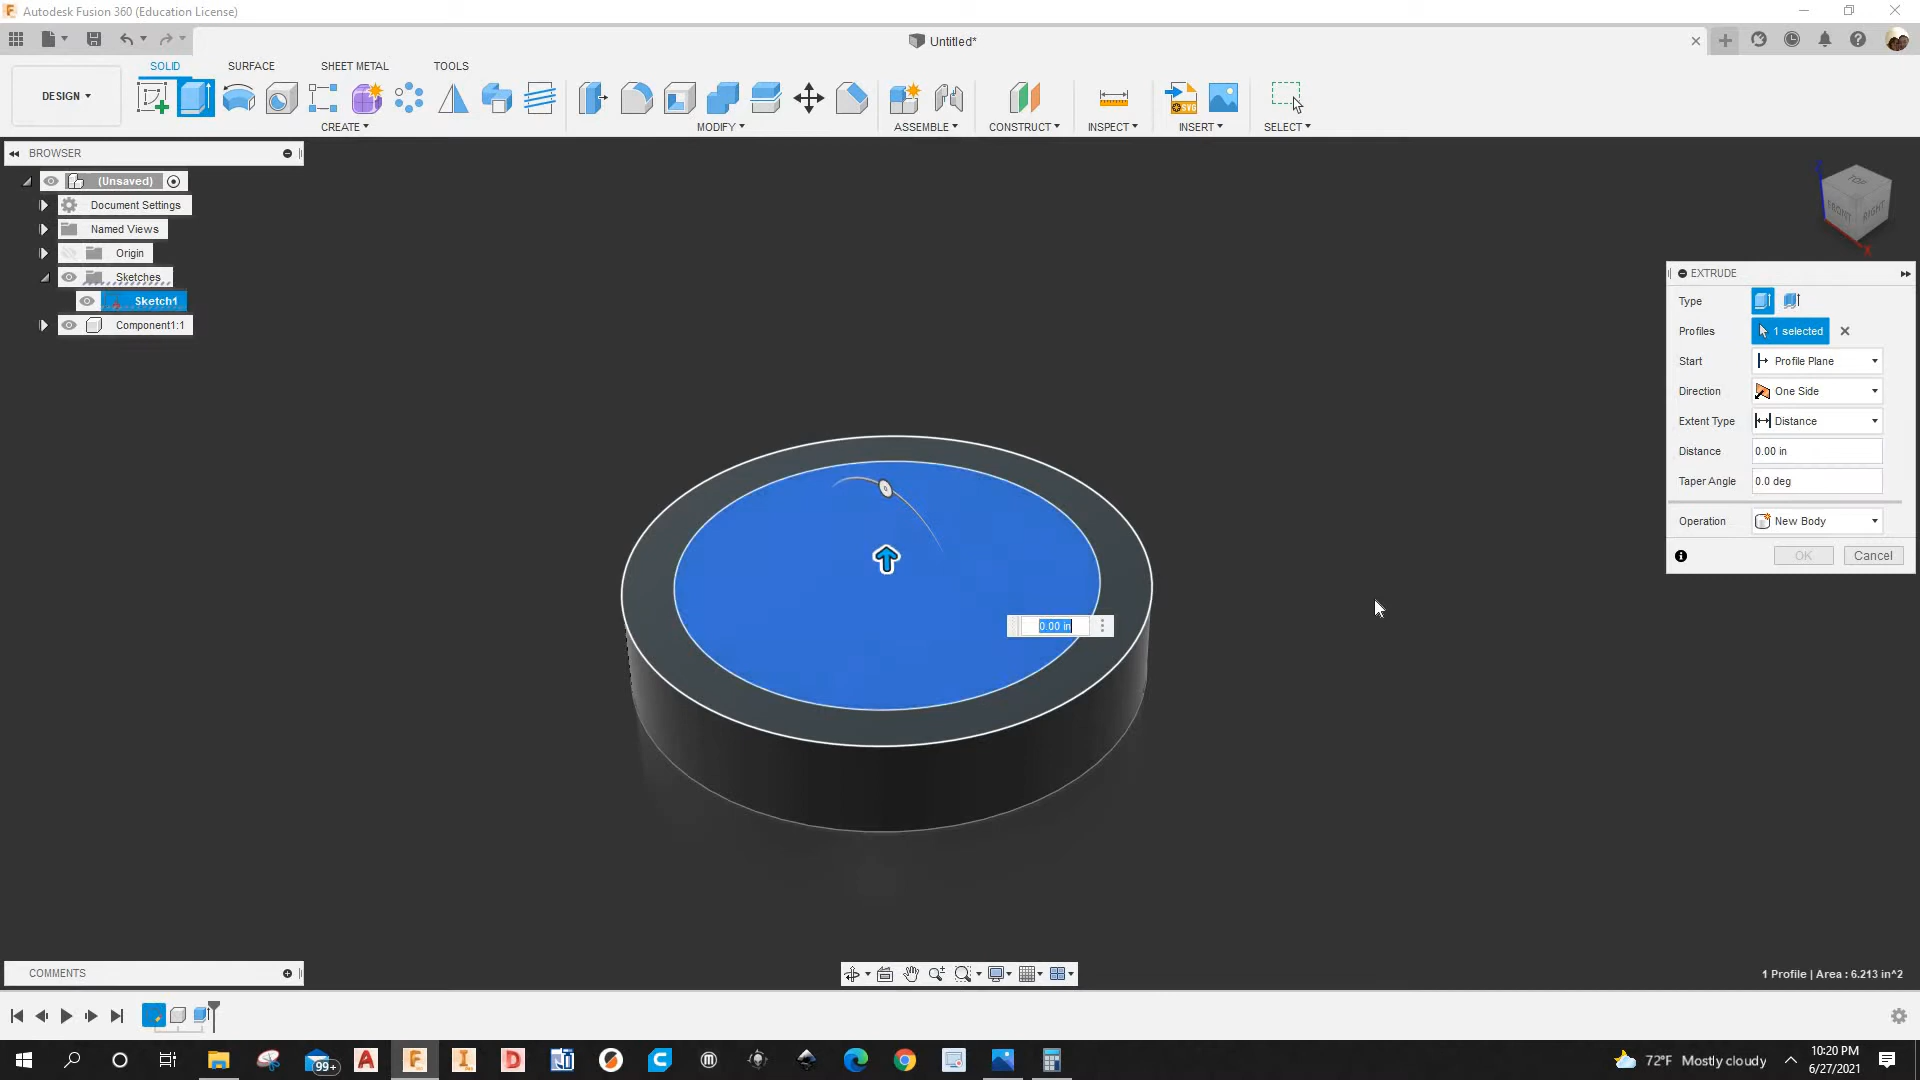 Autodesk Fusion 360 (Education License)
Untitled*
SOLID SURFACE SHEET METAL TOOLS
DESIGN
CREATE MODIFY ASSEMBLE CONSTRUCT INSPECT INSERT SELECT
SVG
BROWSER
(Unsaved)
Document Settings
Named Views
Origin
Sketches
Sketch1
Component1:1
Z
TOP
FRONT
RIGHT
X
EXTRUDE
Type
Profiles 1 selected
Start Profile Plane
Direction One Side
Extent Type Distance
Distance 0.00 in
Taper Angle 0.0 deg
Operation New Body
OK Cancel
0.00 in
COMMENTS
1 Profile | Area : 6.213 in^2
99+
72°F Mostly cloudy
10:20 PM
6/27/2021